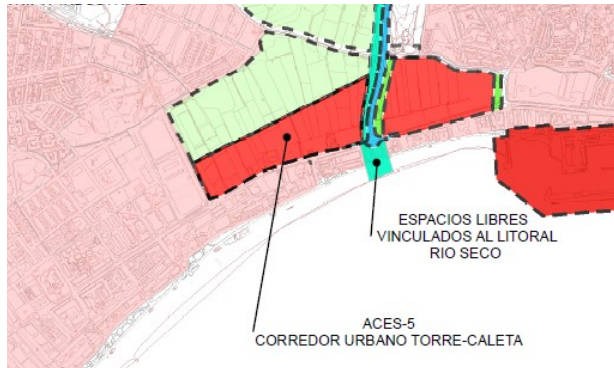 ESPACIOS LIBRES
VINCULADOS AL LITORAL
RIO SECO
ACES-5
CORREDOR URBANO TORRE-CALETA